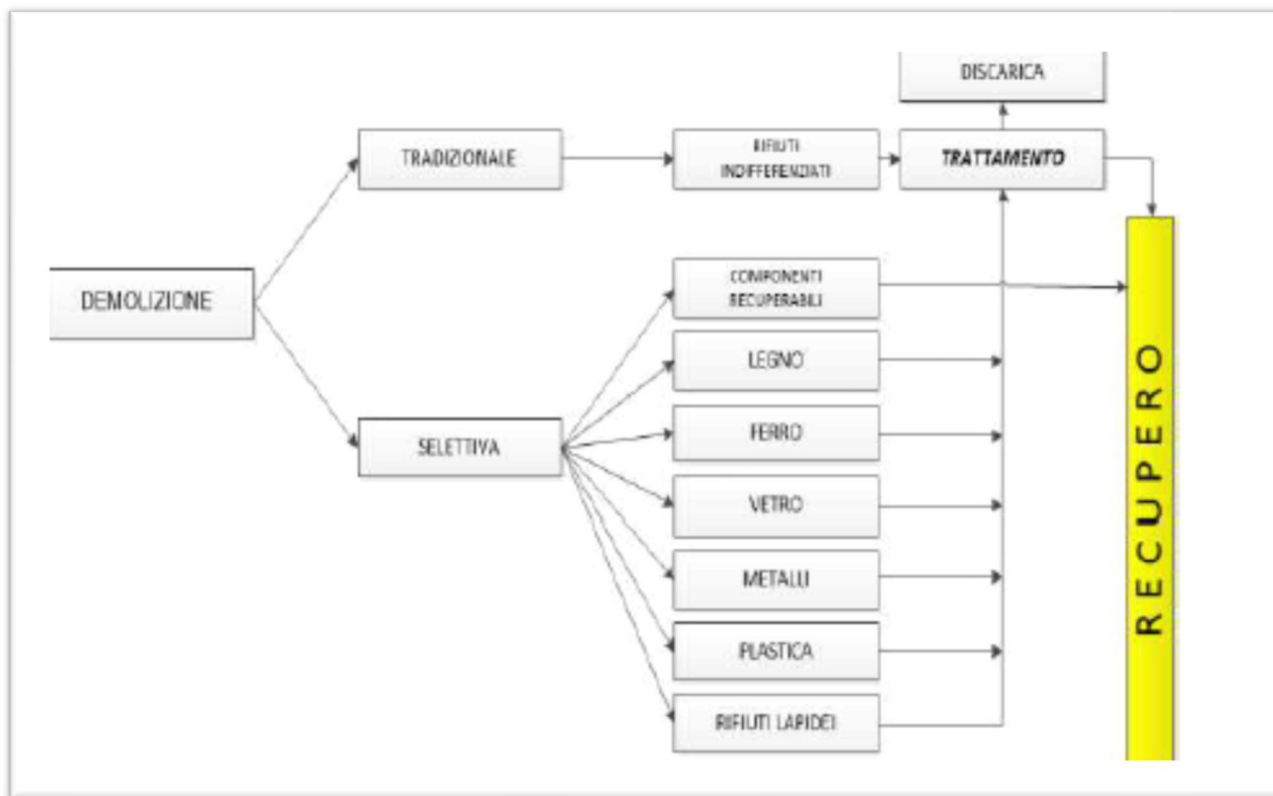 DISCARICA
TRADIZIONALE
RIFIUTI
INDIFFERENZIATI
TRATTAMENTO
DEMOLIZIONE
COMPONENTI
RECUPERABILI
LEGNO
FERRO
SELETTIVA
VETRO
METALLI
PLASTICA
RIFIUTI LAPIDEI
RECUPERO